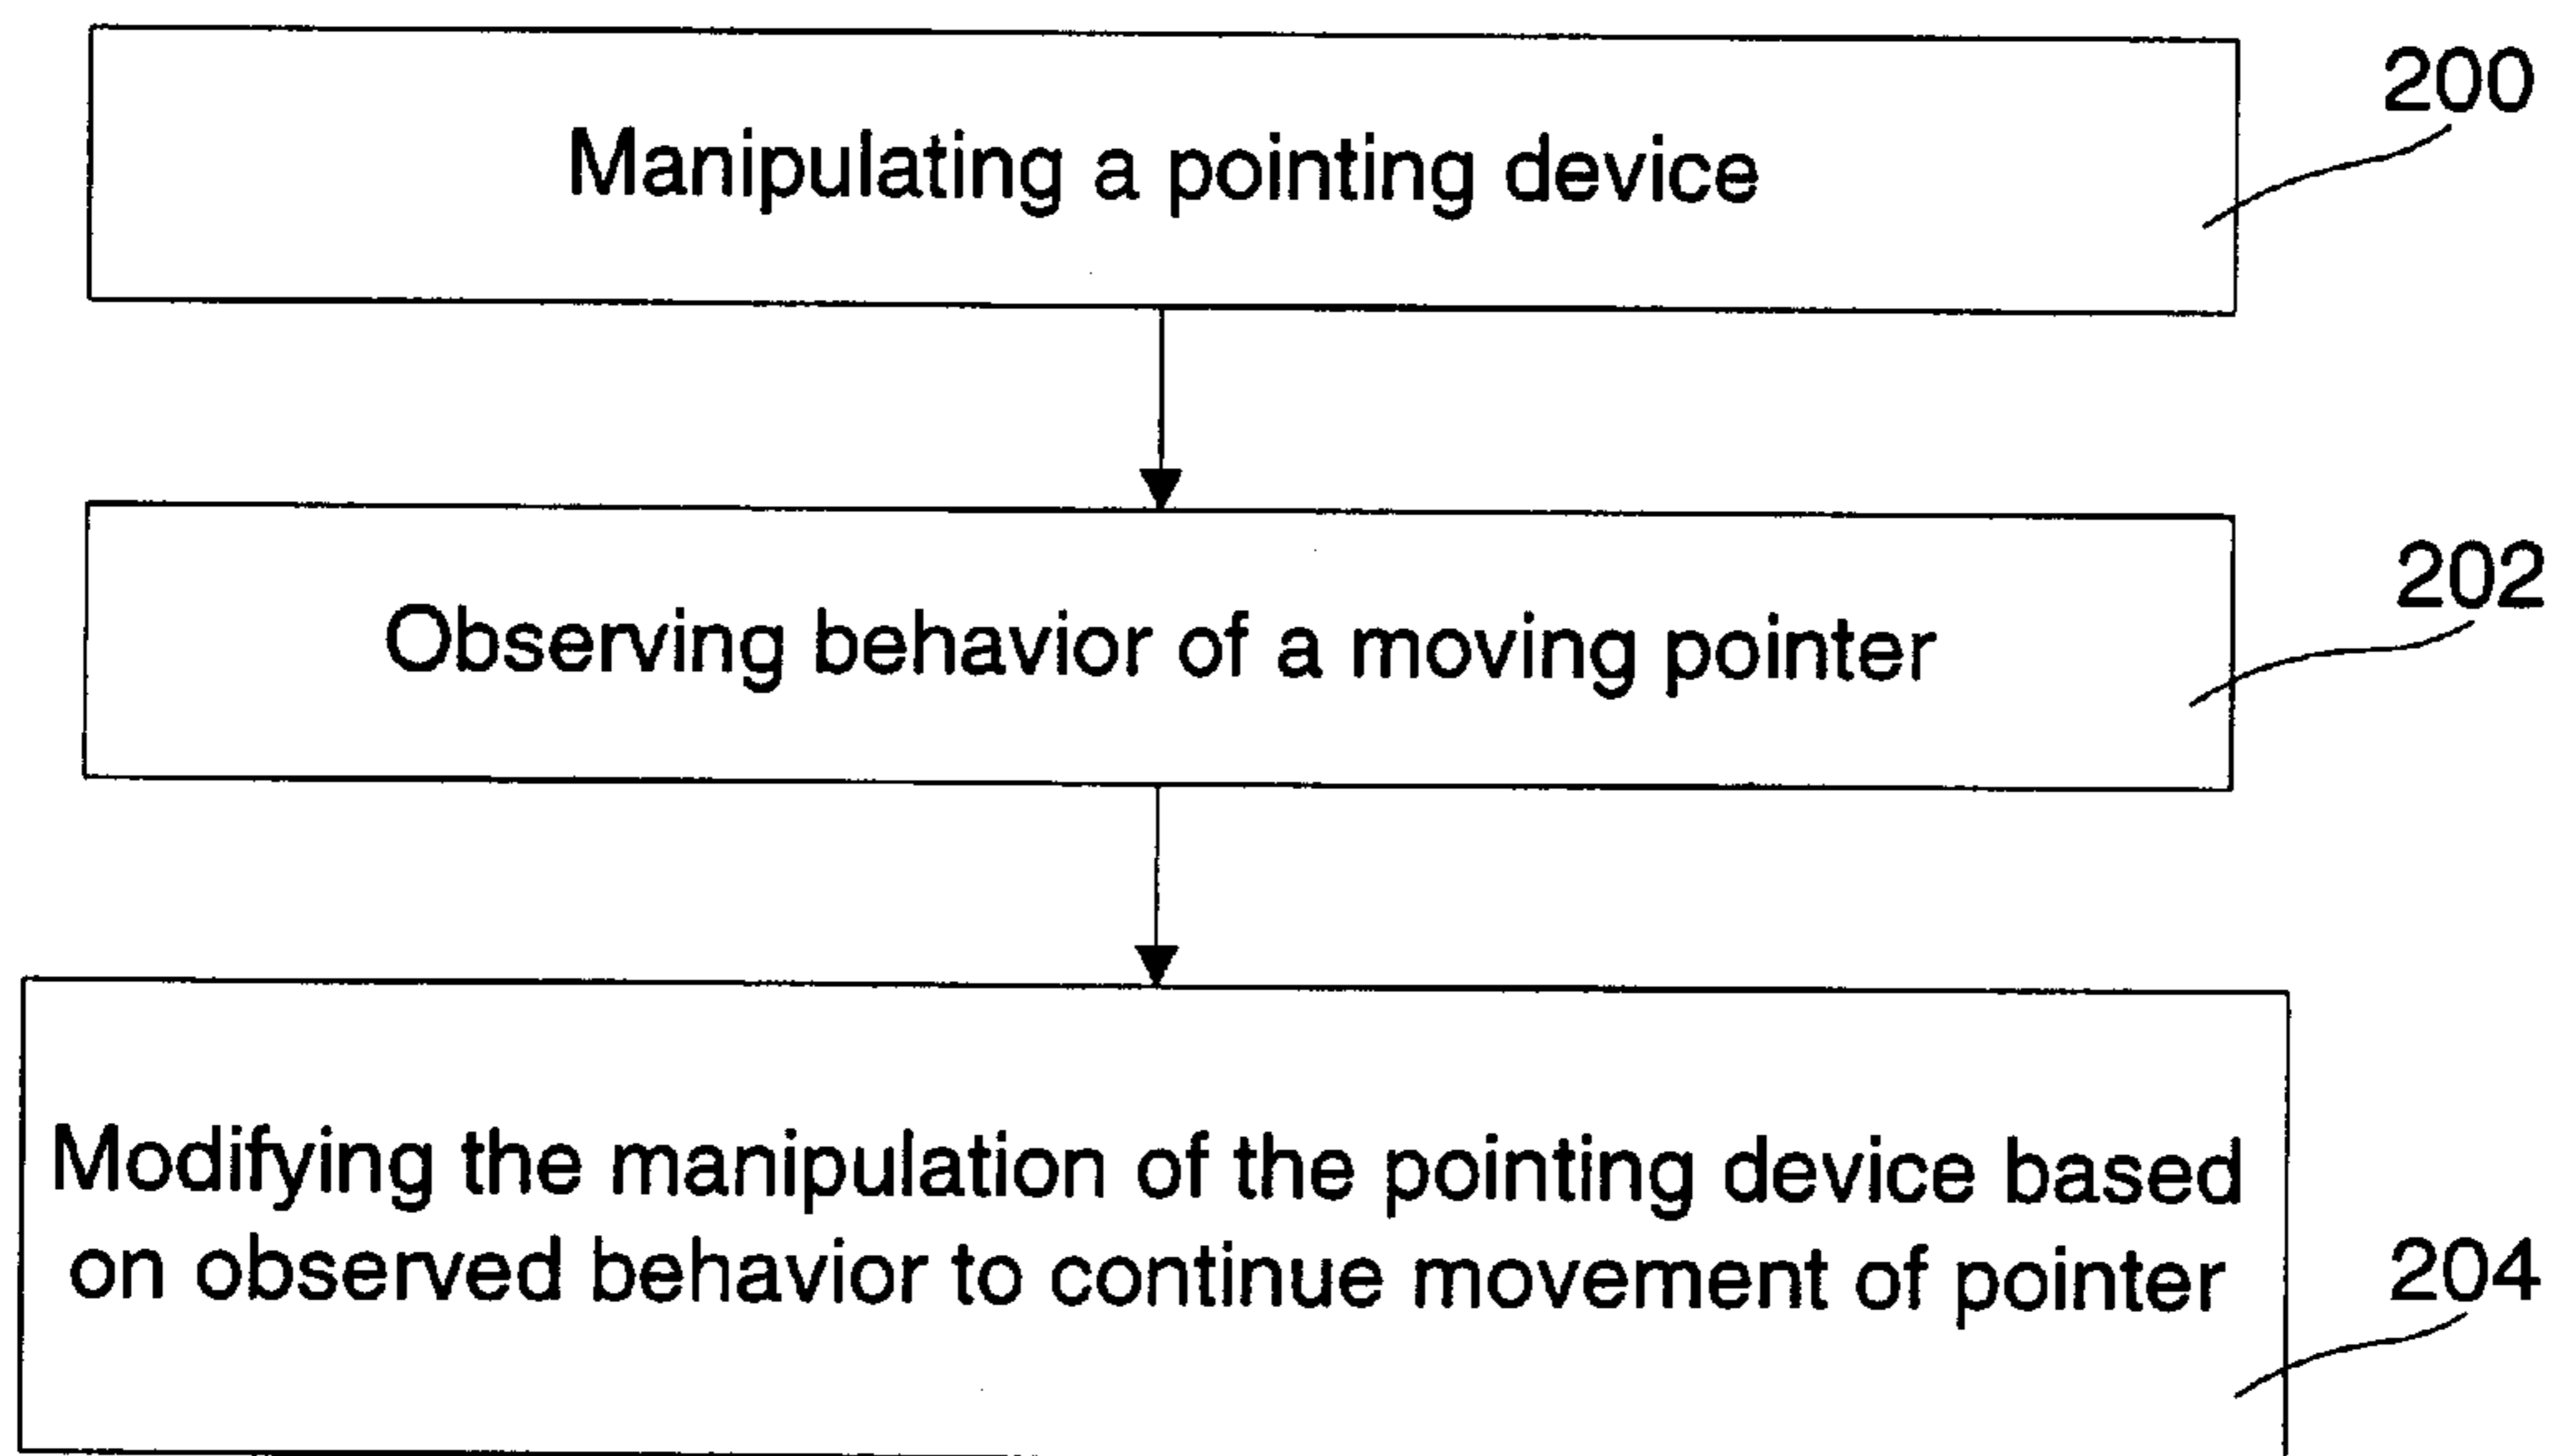 200
Manipulating a pointing device
202
Observing behavior of a moving pointer
Modifying the manipulation of the pointing device based
on observed behavior to continue movement of pointer
204